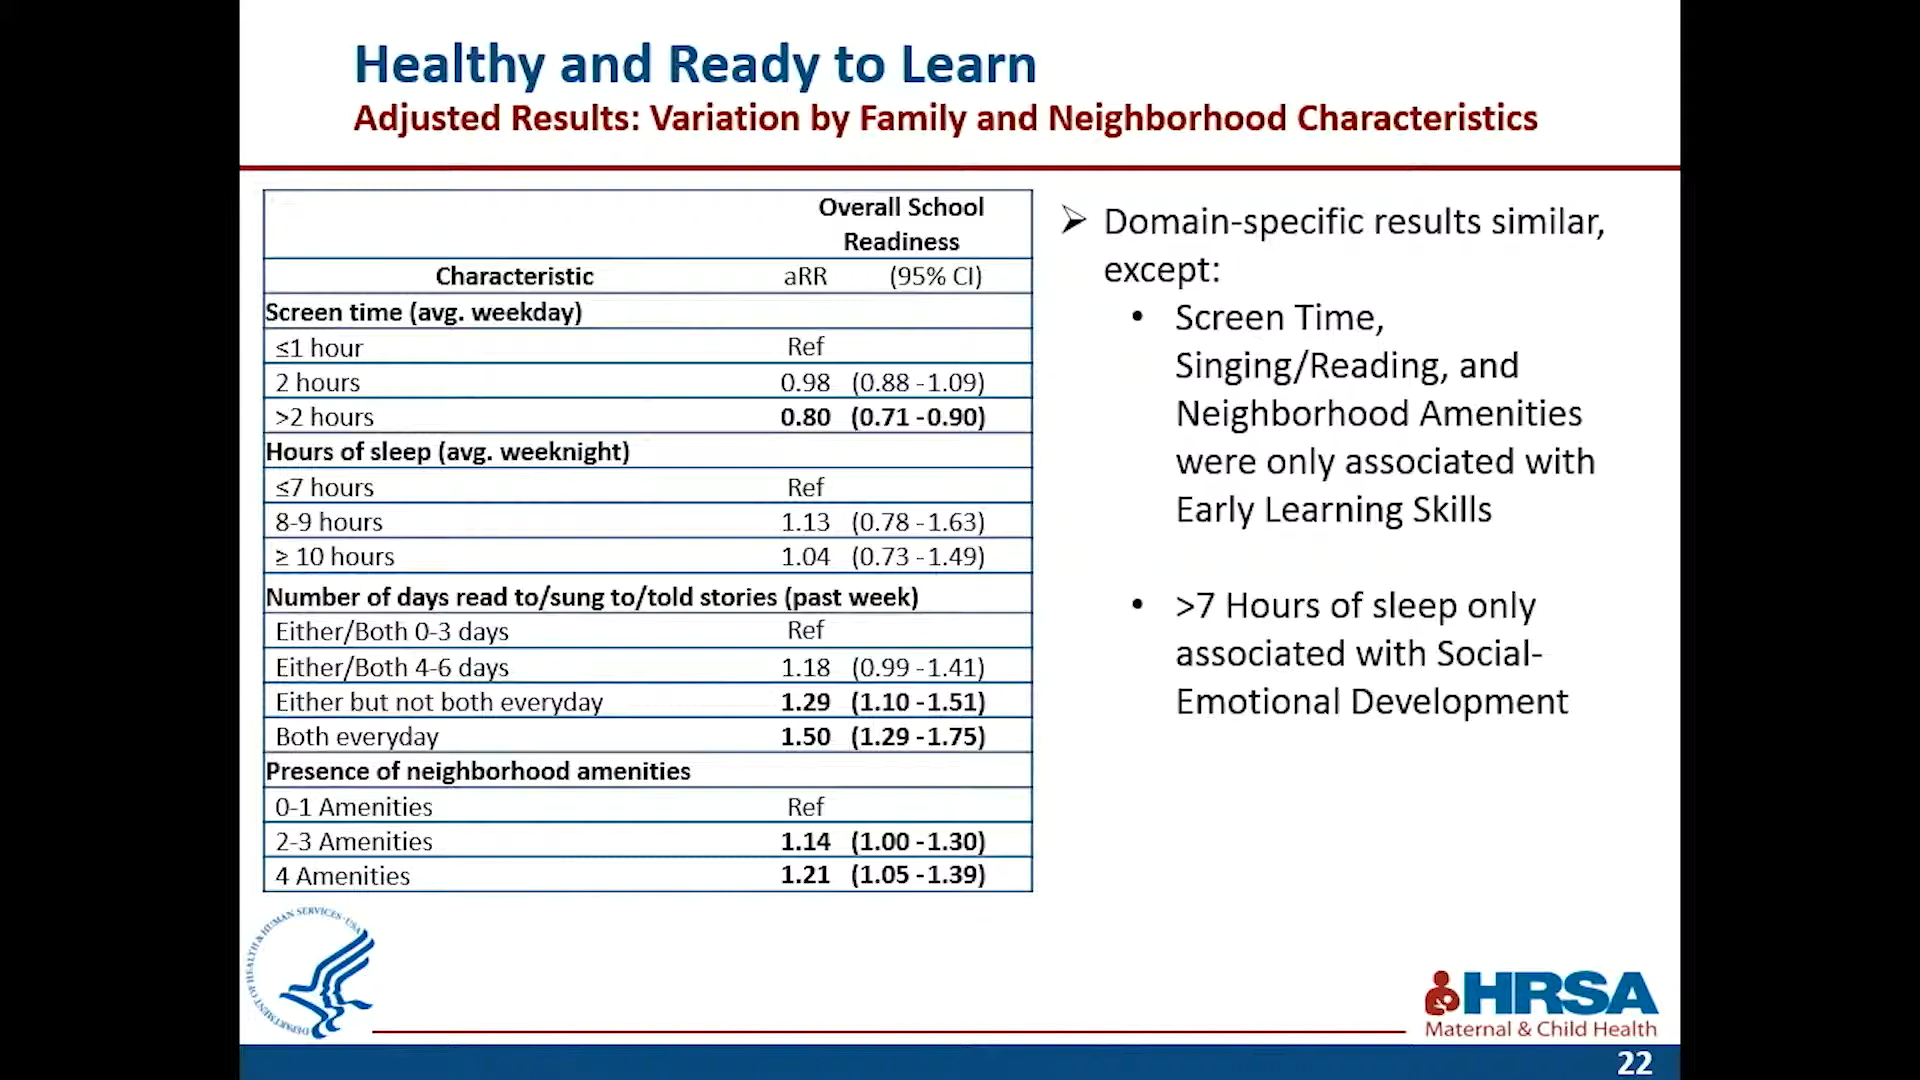 Healthy and Ready to Learn
Adjusted Results: Variation by Family and Neighborhood Characteristics
Overall School
Readiness
Characteristic aRR (95% CI)
Screen time (avg. weekday)
≤1 hour Ref
2 hours 0.98 (0.88 - 1.09)
>2 hours 0.80 (0.71 - 0.90)
Hours of sleep (avg. weeknight)
≤7 hours Ref
8-9 hours 1.13 (0.78 - 1.63)
≥ 10 hours 1.04 (0.73 - 1.49)
Number of days read to/sung to/told stories (past week)
Either/Both 0-3 days Ref
Either/Both 4-6 days 1.18 (0.99 - 1.41)
Either but not both everyday 1.29 (1.10 - 1.51)
Both everyday 1.50 (1.29 - 1.75)
Presence of neighborhood amenities
0-1 Amenities Ref
2-3 Amenities 1.14 (1.00 - 1.30)
4 Amenities 1.21 (1.05 - 1.39)
➢ Domain-specific results similar,
except:
• Screen Time,
Singing/Reading, and
Neighborhood Amenities
were only associated with
Early Learning Skills
• >7 Hours of sleep only
associated with Social-
Emotional Development
DEPARTMENT OF HEALTH & HUMAN SERVICES · USA
HRSA
Maternal & Child Health
22